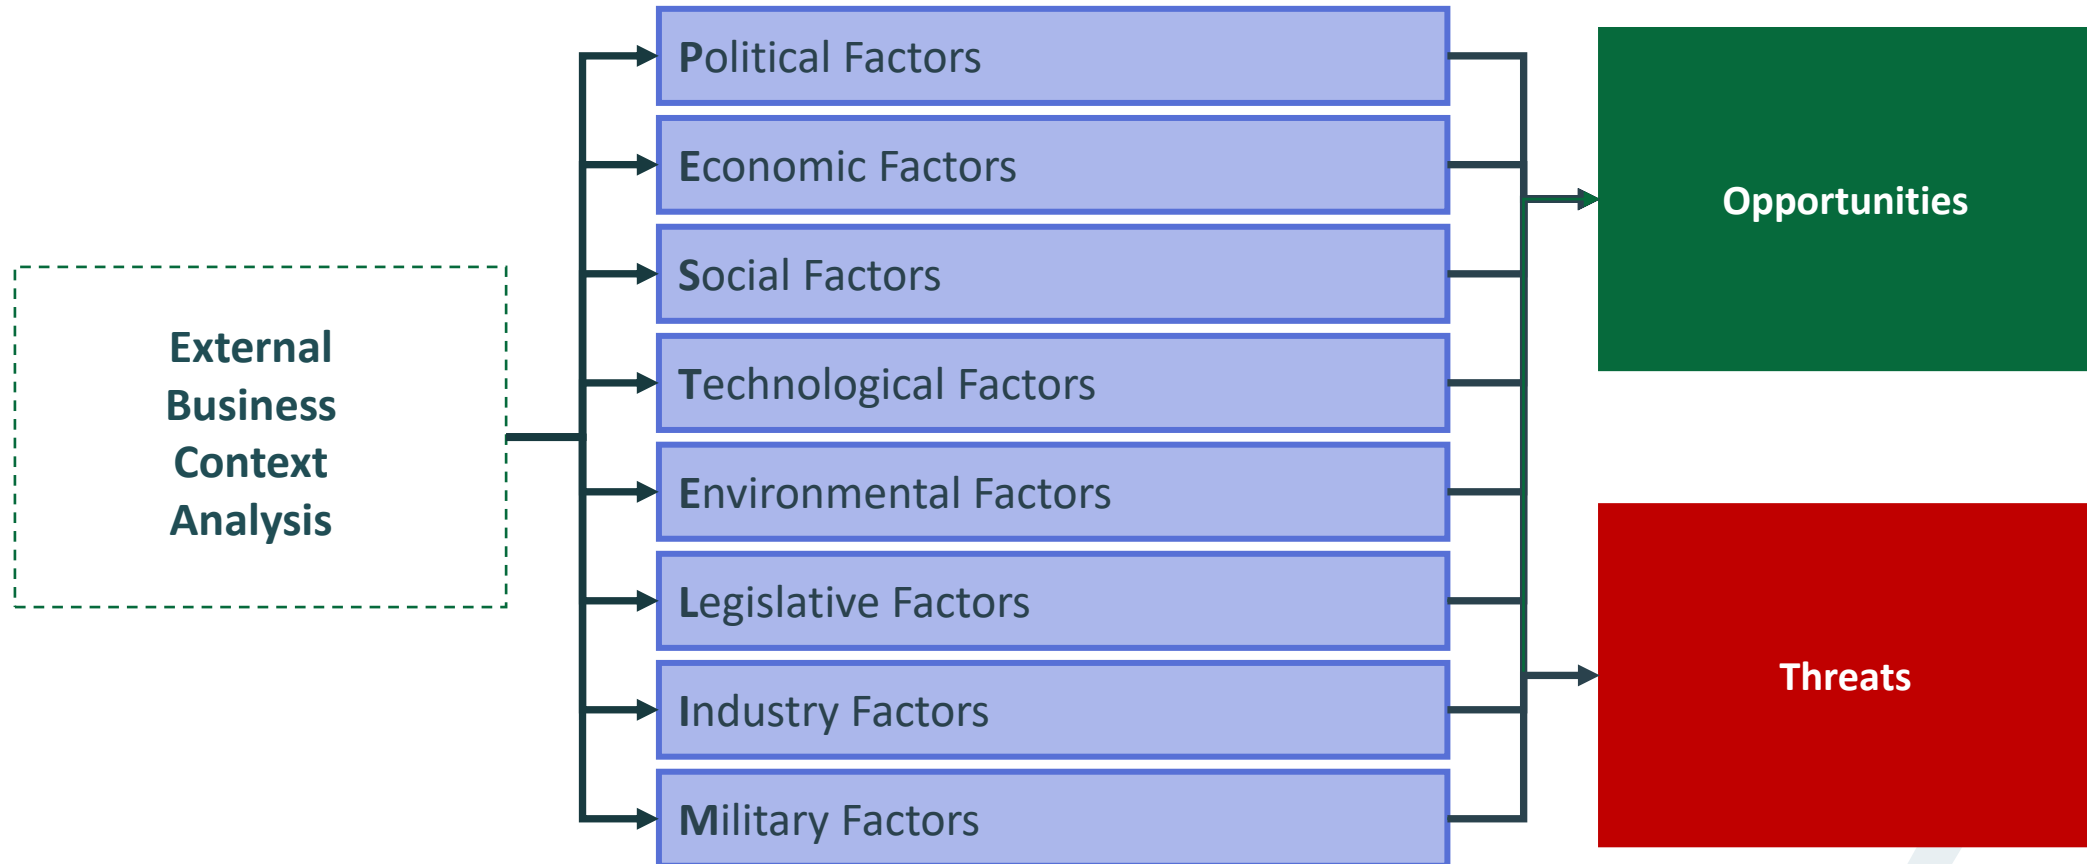 External
Business
Context
Analysis
Political Factors
Economic Factors
Social Factors
Technological Factors
Environmental Factors
Legislative Factors
Industry Factors
Military Factors
Opportunities
Threats